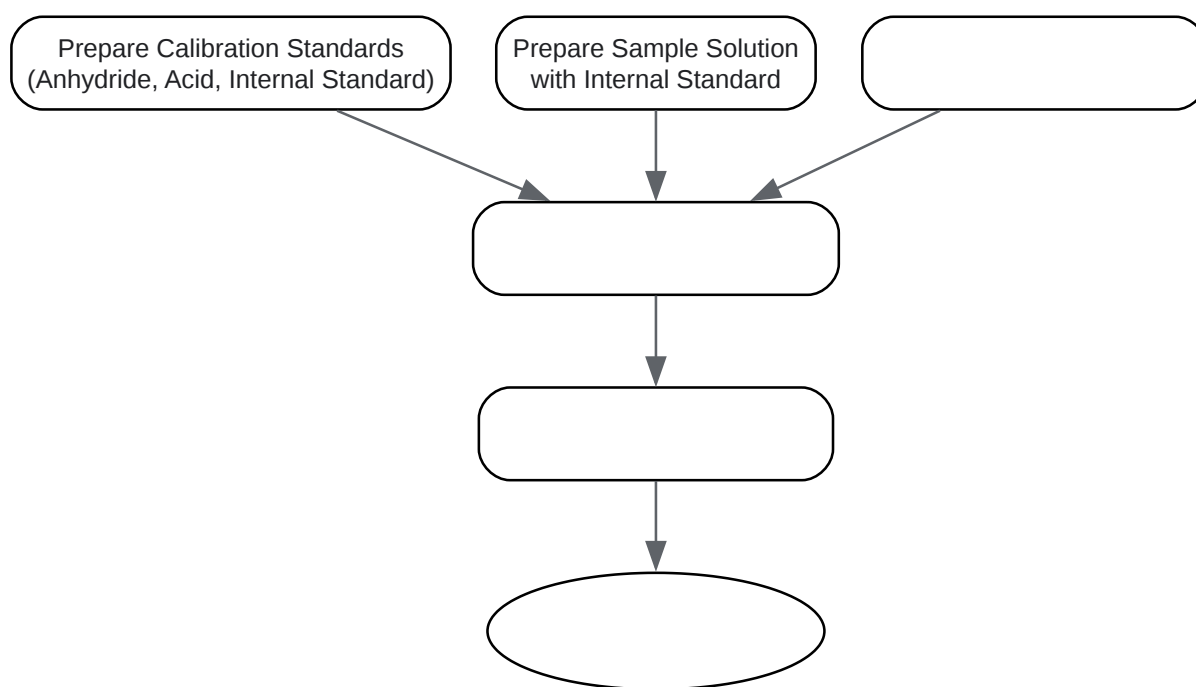 Prepare Calibration Standards
(Anhydride, Acid, Internal Standard)
Prepare Sample Solution
with Internal Standard